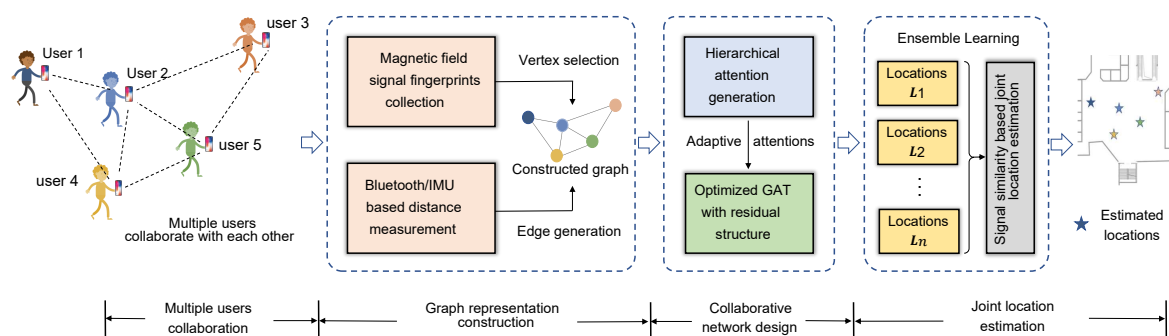 User 1
User 2
user 3
user 4
user 5
Multiple users
collaborate with each other
Magnetic field
signal fingerprints
collection
Vertex selection
Constructed graph
Bluetooth/IMU
based distance
measurement
Edge generation
Hierarchical
attention
generation
Adaptive attentions
Optimized GAT
with residual
structure
Ensemble Learning
Locations
L1
Locations
L2
⋮
Locations
Ln
Signal similarity based joint
location estimation
Estimated
locations
Multiple users
collaboration
Graph representation
construction
Collaborative
network design
Joint location
estimation